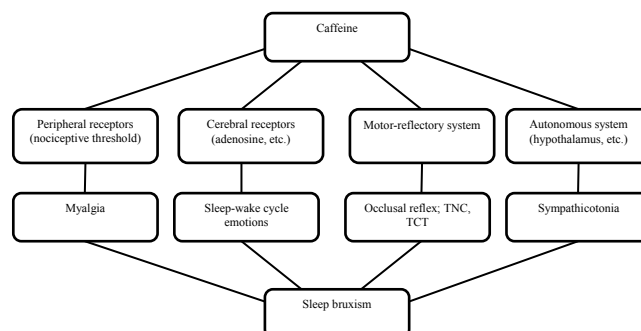 Caffeine
Peripheral receptors
(nociceptive threshold)
Cerebral receptors
(adenosine, etc.)
Motor-reflectory system
Autonomous system
(hypothalamus, etc.)
Myalgia
Sleep-wake cycle
emotions
Occlusal reflex; TNC,
TCT
Sympathicotonia
Sleep bruxism